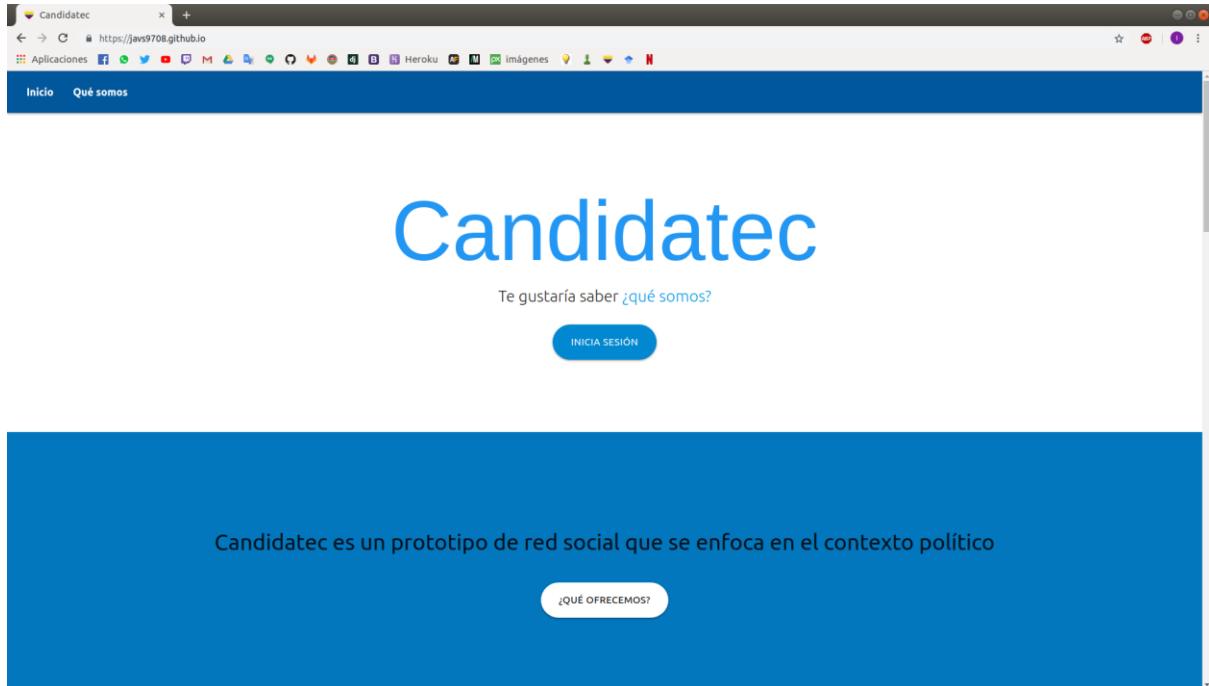 Candidatec
https://javs9708.github.io
Aplicaciones Heroku imágenes
Inicio Qué somos
Candidatec
Te gustaría saber ¿qué somos?
INICIA SESIÓN
Candidatec es un prototipo de red social que se enfoca en el contexto político
¿QUÉ OFRECEMOS?